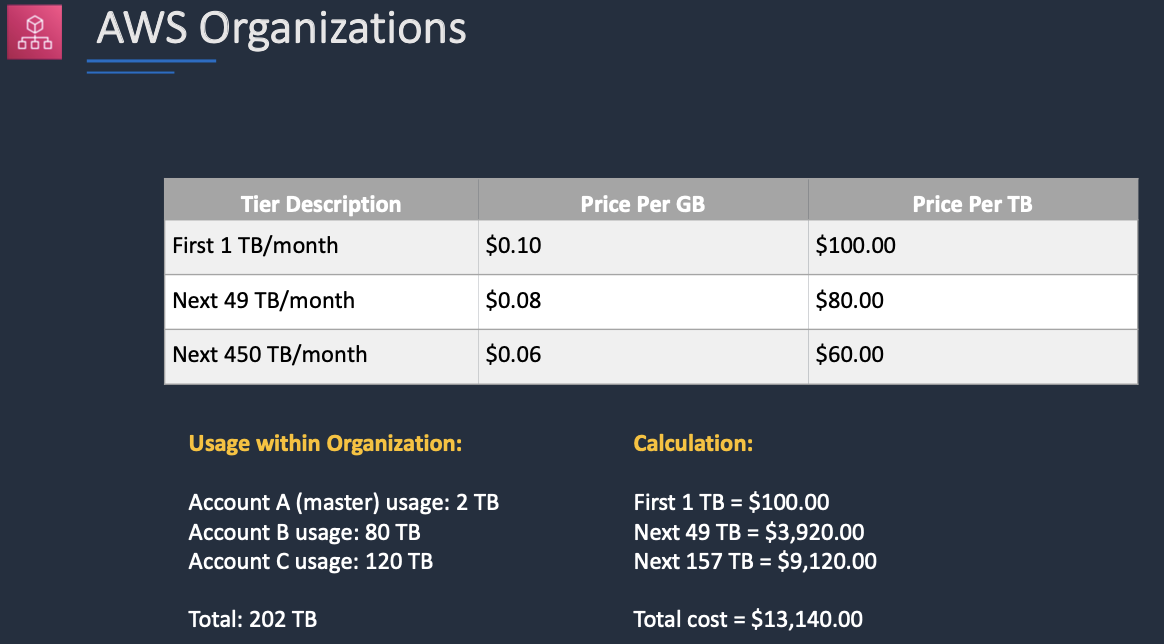 AWS Organizations
Tier Description Price Per GB Price Per TB
First 1 TB/month $0.10 $100.00
Next 49 TB/month $0.08 $80.00
Next 450 TB/month $0.06 $60.00
Usage within Organization:
Account A (master) usage: 2 TB
Account B usage: 80 TB
Account C usage: 120 TB
Total: 202 TB
Calculation:
First 1 TB = $100.00
Next 49 TB = $3,920.00
Next 157 TB = $9,120.00
Total cost = $13,140.00